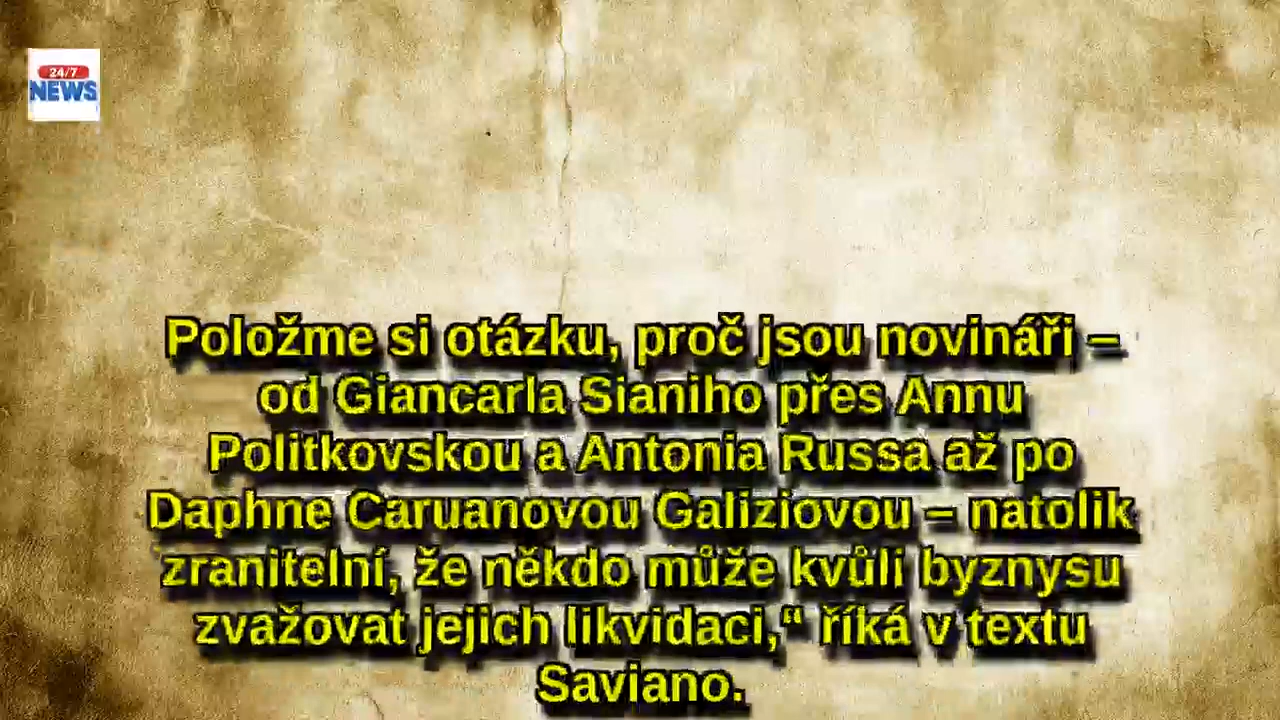 24/7
NEWS
Položme si otázku, proč jsou novináři –
od Giancarla Sianiho přes Annu
Politkovskou a Antonia Russa až po
Daphne Caruanovou Galiziovou – natolik
zranitelní, že někdo může kvůli byznysu
zvažovat jejich likvidaci,“ říká v textu
Saviano.